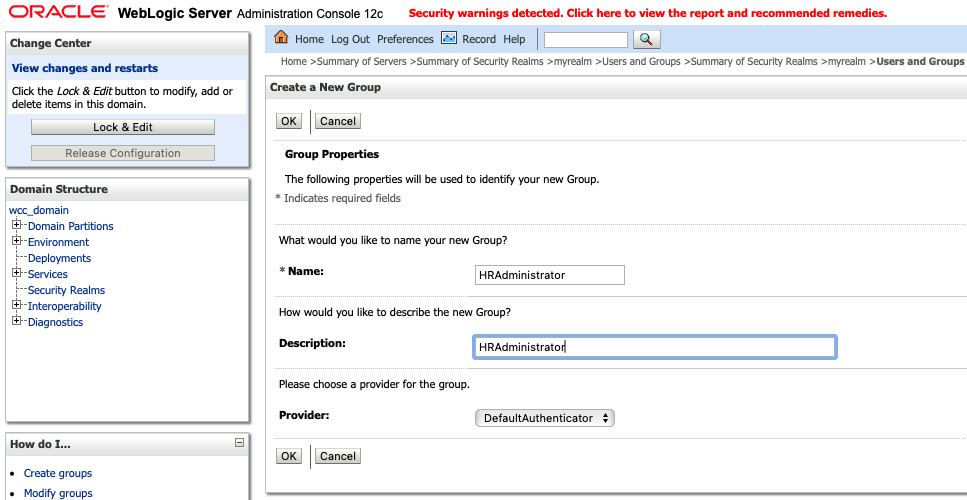 ORACLE WebLogic Server Administration Console 12c
Security warnings detected. Click here to view the report and recommended remedies.
Change Center
View changes and restarts
Click the Lock & Edit button to modify, add or
delete items in this domain.
Lock & Edit
Release Configuration
Domain Structure
wcc_domain
Domain Partitions
Environment
Deployments
Services
Security Realms
Interoperability
Diagnostics
How do I...
Create groups
Modify groups
Home Log Out Preferences Record Help
Home >Summary of Servers >Summary of Security Realms >myrealm >Users and Groups >Summary of Security Realms >myrealm >Users and Groups
Create a New Group
OK Cancel
Group Properties
The following properties will be used to identify your new Group.
* Indicates required fields
What would you like to name your new Group?
* Name: HRAdministrator
How would you like to describe the new Group?
Description: HRAdministrator
Please choose a provider for the group.
Provider: DefaultAuthenticator
OK Cancel